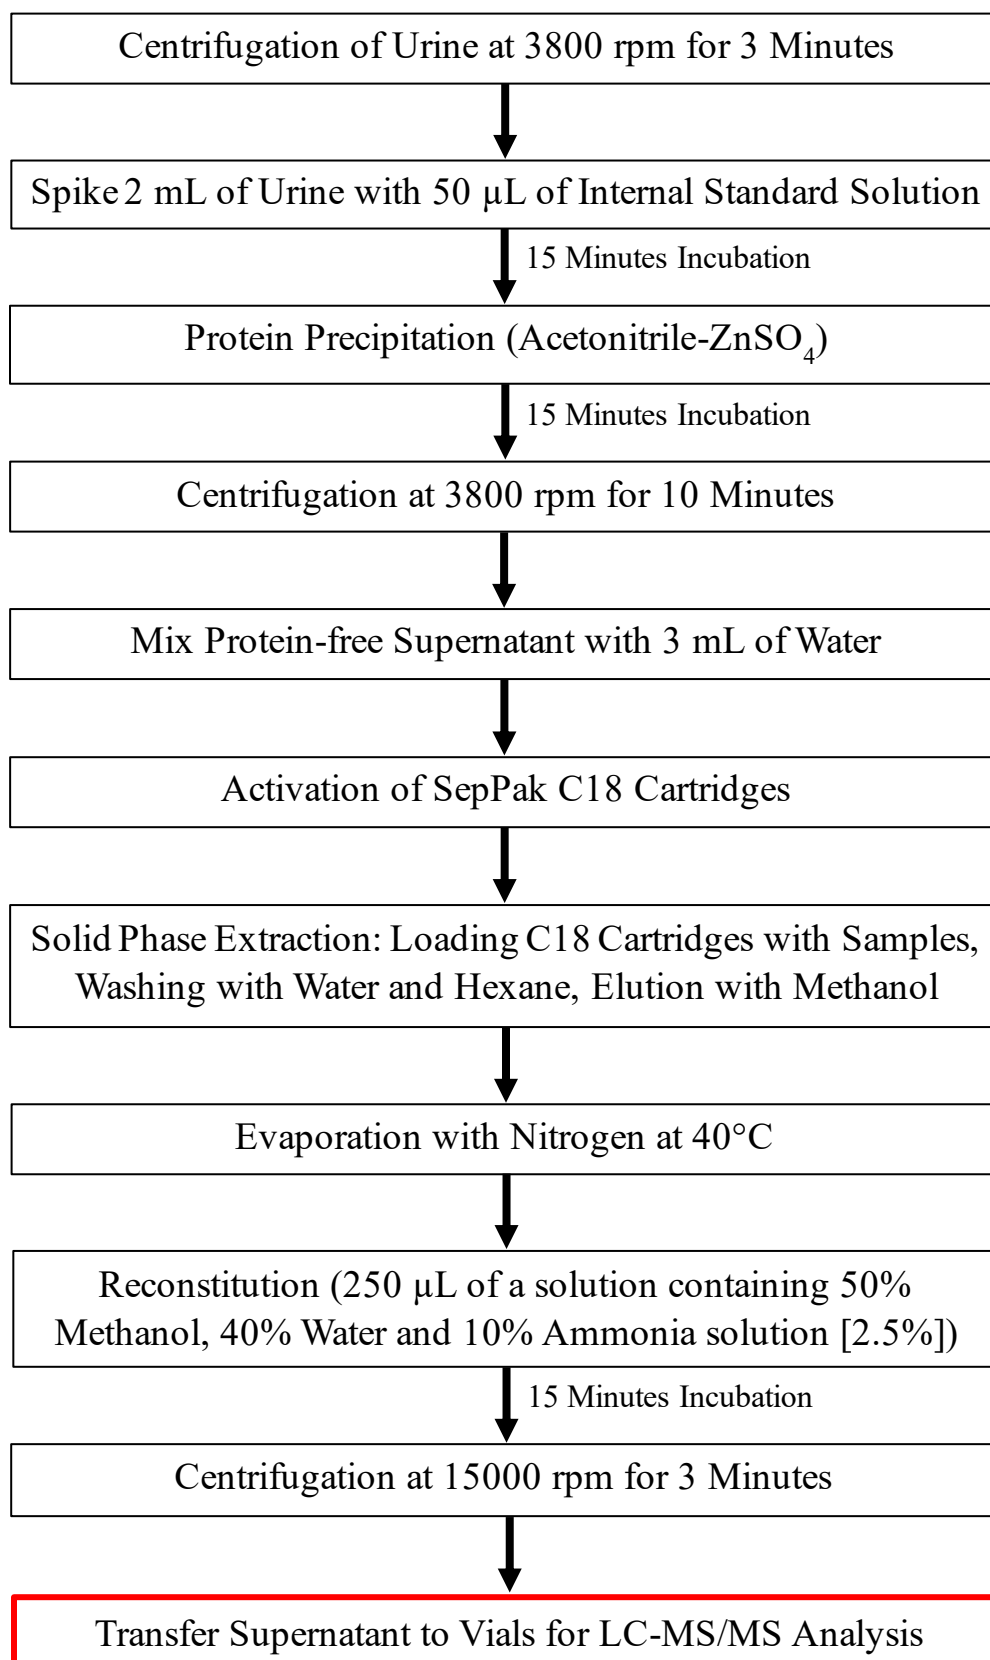 Centrifugation of Urine at 3800 rpm for 3 Minutes
Spike 2 mL of Urine with 50 µL of Internal Standard Solution
15 Minutes Incubation
Protein Precipitation (Acetonitrile-ZnSO₄)
15 Minutes Incubation
Centrifugation at 3800 rpm for 10 Minutes
Mix Protein-free Supernatant with 3 mL of Water
Activation of SepPak C18 Cartridges
Solid Phase Extraction: Loading C18 Cartridges with Samples,
Washing with Water and Hexane, Elution with Methanol
Evaporation with Nitrogen at 40°C
Reconstitution (250 µL of a solution containing 50%
Methanol, 40% Water and 10% Ammonia solution [2.5%])
15 Minutes Incubation
Centrifugation at 15000 rpm for 3 Minutes
Transfer Supernatant to Vials for LC-MS/MS Analysis